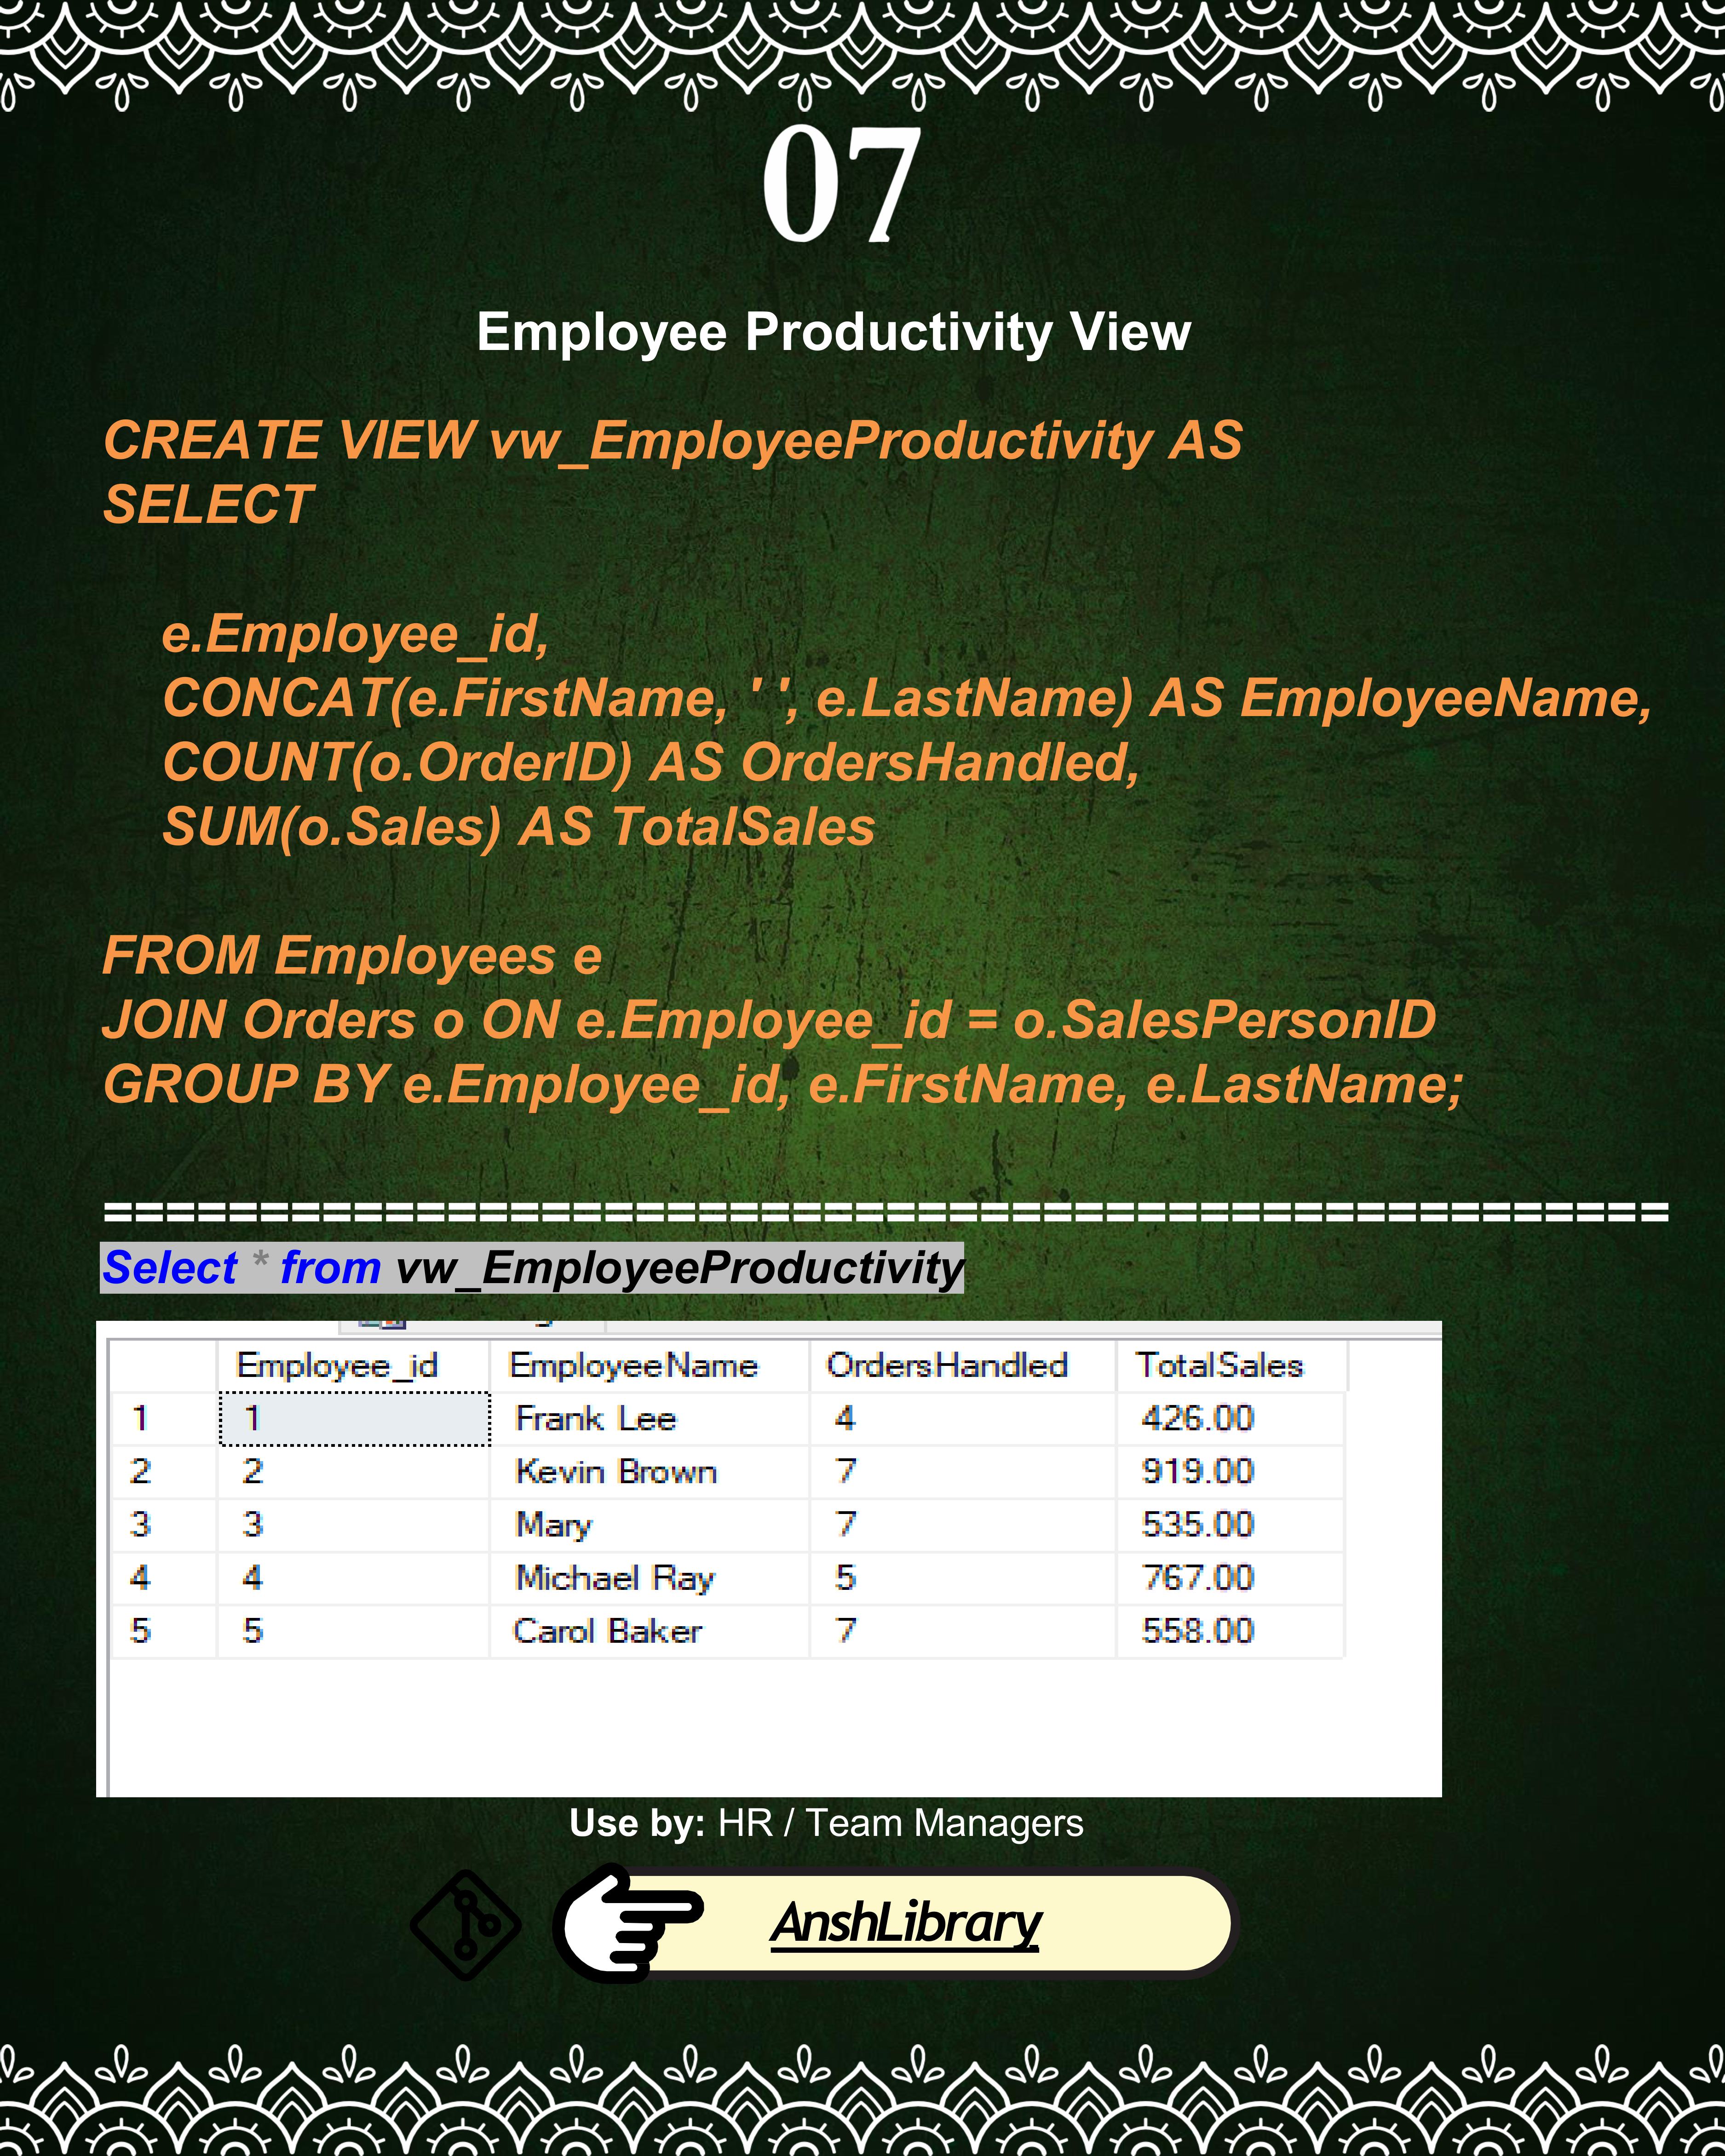 07
Employee Productivity View
CREATE VIEW vw_EmployeeProductivity AS
SELECT
e.Employee_id,
CONCAT(e.FirstName, ' ', e.LastName) AS EmployeeName,
COUNT(o.OrderID) AS OrdersHandled,
SUM(o.Sales) AS TotalSales
FROM Employees e
JOIN Orders o ON e.Employee_id = o.SalesPersonID
GROUP BY e.Employee_id, e.FirstName, e.LastName;
==================================================
Select * from vw_EmployeeProductivity
Employee_id EmployeeName OrdersHandled TotalSales
1 1 Frank Lee 4 426.00
2 2 Kevin Brown 7 919.00
3 3 Mary 7 535.00
4 4 Michael Ray 5 767.00
5 5 Carol Baker 7 558.00
Use by: HR / Team Managers
AnshLibrary